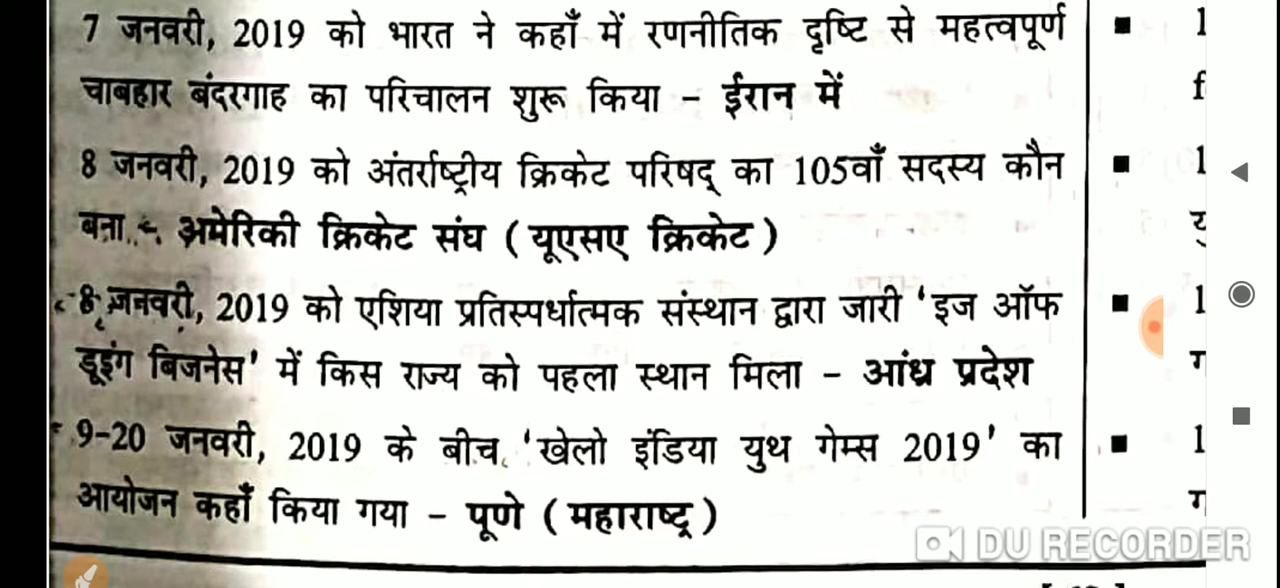 7 जनवरी, 2019 को भारत ने कहाँ में रणनीतिक दृष्टि से महत्वपूर्ण
चाबहार बंदरगाह का परिचालन शुरू किया – ईरान में
8 जनवरी, 2019 को अंतर्राष्ट्रीय क्रिकेट परिषद् का 105वाँ सदस्य कौन
बना – अमेरिकी क्रिकेट संघ (यूएसए क्रिकेट)
8 जनवरी, 2019 को एशिया प्रतिस्पर्धात्मक संस्थान द्वारा जारी 'इज ऑफ
डूइंग बिजनेस' में किस राज्य को पहला स्थान मिला – आंध्र प्रदेश
9-20 जनवरी, 2019 के बीच 'खेलो इंडिया युथ गेम्स 2019' का
आयोजन कहाँ किया गया – पूणे (महाराष्ट्र)
DU RECORDER